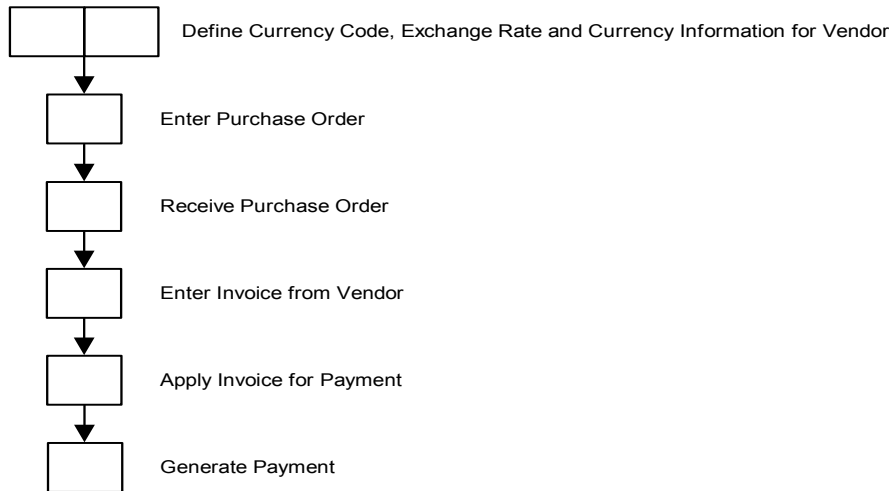 Define Currency Code, Exchange Rate and Currency Information for Vendor
Enter Purchase Order
Receive Purchase Order
Enter Invoice from Vendor
Apply Invoice for Payment
Generate Payment